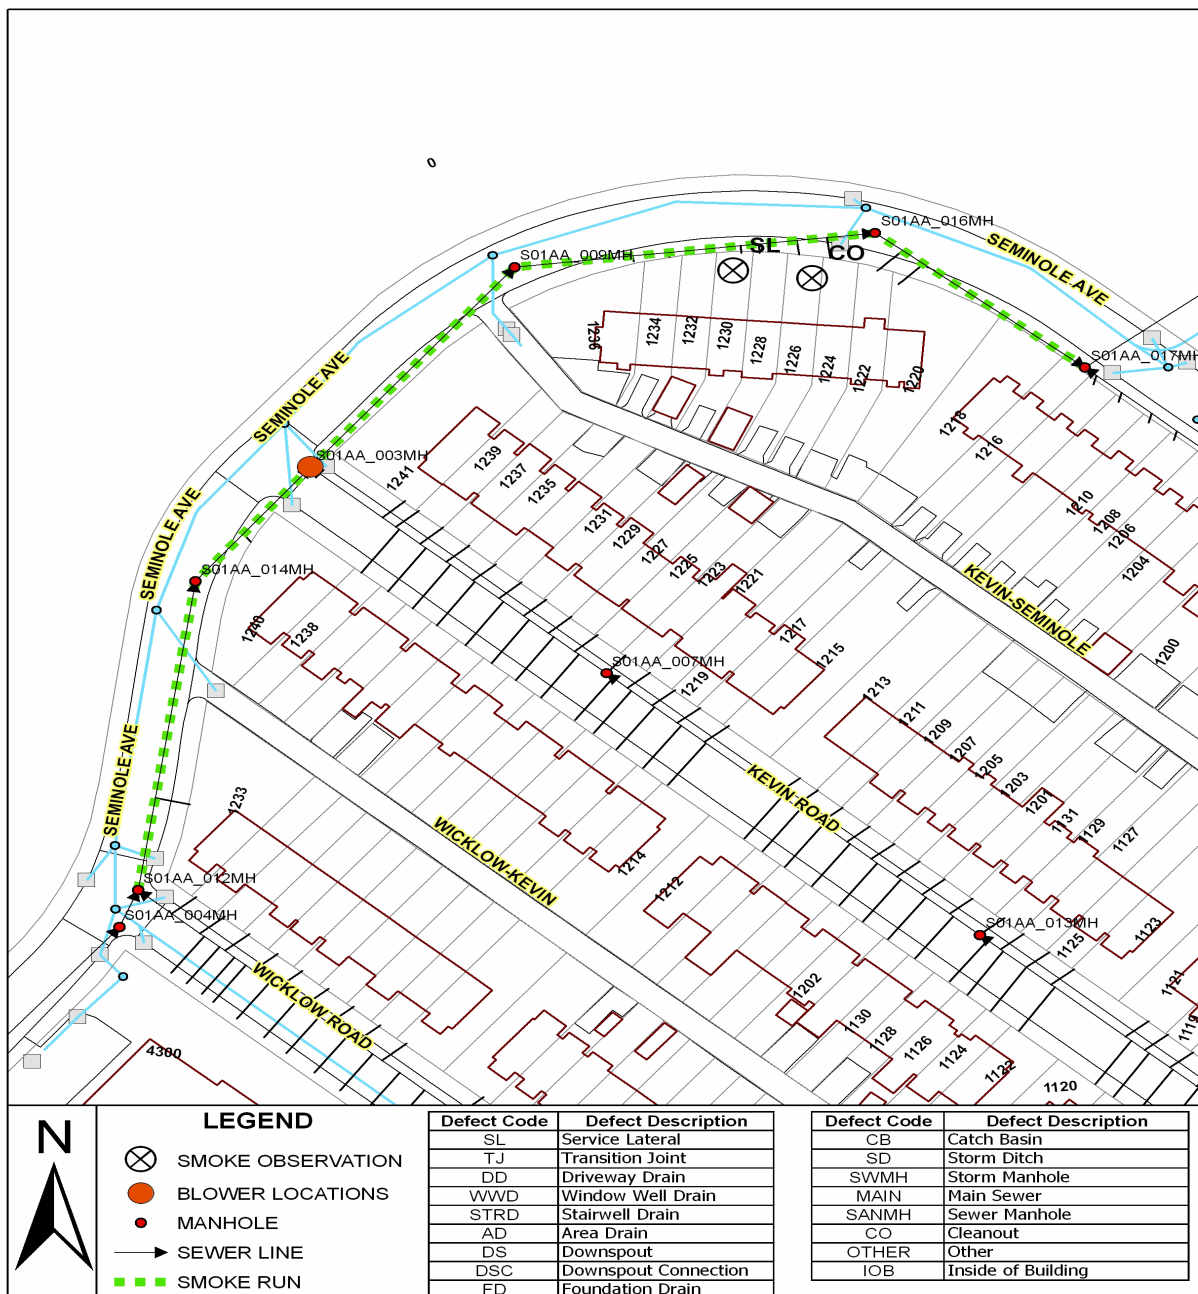 0
S01AA_016MH
SEMINOLE AVE
SL
CO
S01AA_009MH
1236
1234
1232
1230
1228
1226
1224
1222
1220
S01AA_017MH
SEMINOLE AVE
1218
1216
1210
1208
1206
1204
S01AA_003MH
1241
1239
1237
1235
1231
1229
1227
1225
1223
1221
1217
1215
1219
KEVIN-SEMINOLE
1200
SEMINOLE AVE
S01AA_014MH
1240
1238
S01AA_007MH
1213
1211
1209
1207
1205
1203
1201
1131
1129
1127
1123
1125
SEMINOLE AVE
KEVIN ROAD
1233
WICKLOW-KEVIN
1214
1212
S01AA_012MH
S01AA_004MH
S01AA_013MH
WICKLOW ROAD
1202
1130
1128
1126
1124
1122
1120
1121
1119
4300
N
LEGEND
SMOKE OBSERVATION
BLOWER LOCATIONS
MANHOLE
SEWER LINE
SMOKE RUN
Defect Code Defect Description
SL Service Lateral
TJ Transition Joint
DD Driveway Drain
WWD Window Well Drain
STRD Stairwell Drain
AD Area Drain
DS Downspout
DSC Downspout Connection
FD Foundation Drain
Defect Code Defect Description
CB Catch Basin
SD Storm Ditch
SWMH Storm Manhole
MAIN Main Sewer
SANMH Sewer Manhole
CO Cleanout
OTHER Other
IOB Inside of Building